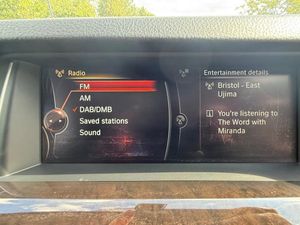 Radio
FM
AM
DAB/DMB
Saved stations
Sound
Entertainment details
Bristol - East
Ujima
You're listening to
The Word with
Miranda